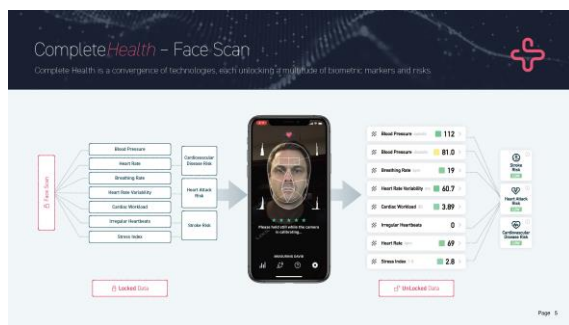 CompleteHealth – Face Scan
Complete Health is a convergence of technologies, each unlocking a multitude of biometric markers and risks.
Face Scan
Blood Pressure
Heart Rate
Breathing Rate
Heart Rate Variability
Cardiac Workload
Irregular Heartbeats
Stress Index
Cardiovascular
Disease Risk
Heart Attack
Risk
Stroke Risk
Locked Data
Please hold still while the camera
is calibrating...
Blood Pressure
112
Blood Pressure
81.0
Breathing Rate
19
Heart Rate Variability
60.7
Cardiac Workload
3.89
Irregular Heartbeats
0
Heart Rate
69
Stress Index
2.8
Stroke
Risk
LOW
Heart Attack
Risk
LOW
Cardiovascular
Disease Risk
LOW
UnLocked Data
Page 5